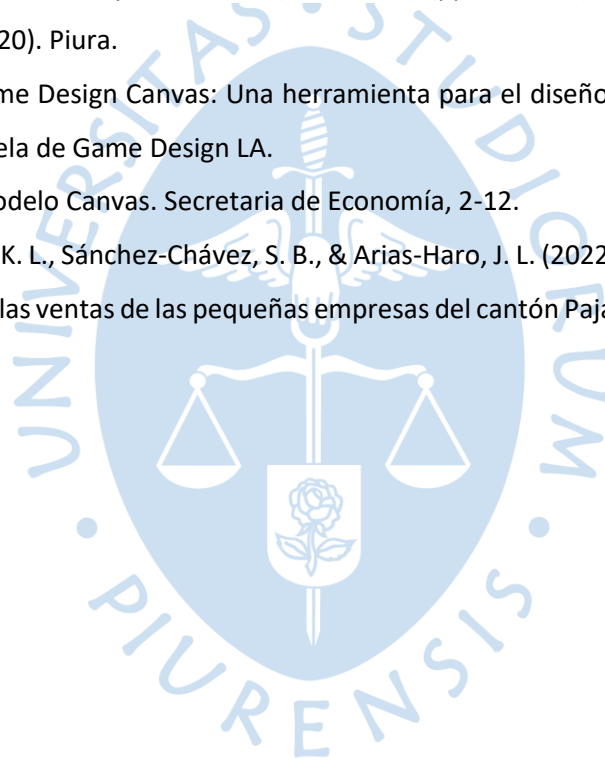 20). Piura.
me Design Canvas: Una herramienta para el diseño
ela de Game Design LA.
odelo Canvas. Secretaria de Economía, 2-12.
K. L., Sánchez-Chávez, S. B., & Arias-Haro, J. L. (2022
las ventas de las pequeñas empresas del cantón Paja
UNIVERSITAS • STUDIORUM • PIURENSIS